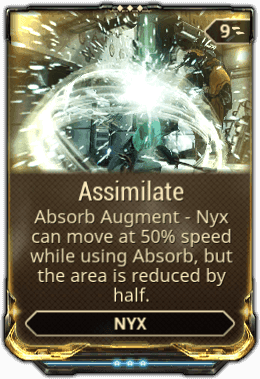 9
Assimilate
Absorb Augment - Nyx
can move at 50% speed
while using Absorb, but
the area is reduced by
half.
NYX